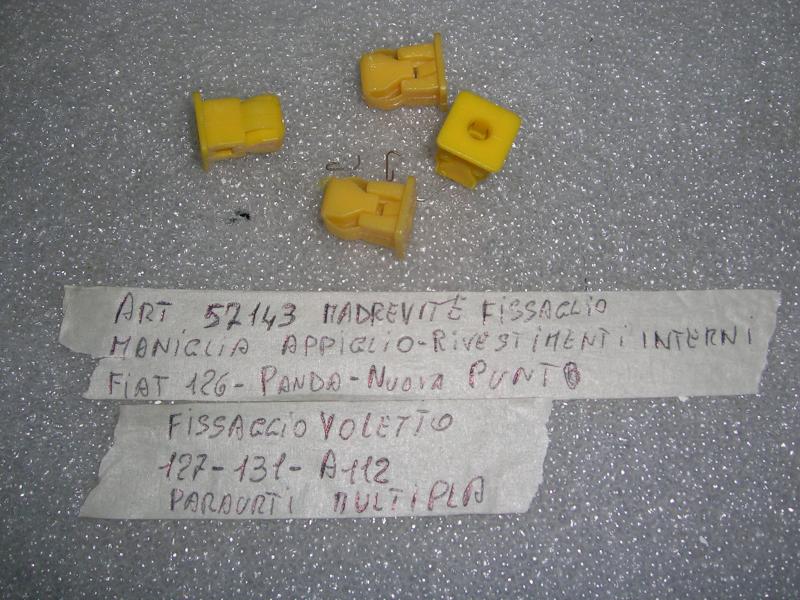 ART 57143 MADREVITE FISSAGLIO
MANIGLIA APPIGLIO-RIVESTIMENTI INTERNI
FIAT 126-PANDA-NUOVA PUNTO
FISSAGGIO VOLETTO
127-131-A112
PARAURTI MULTIPLA